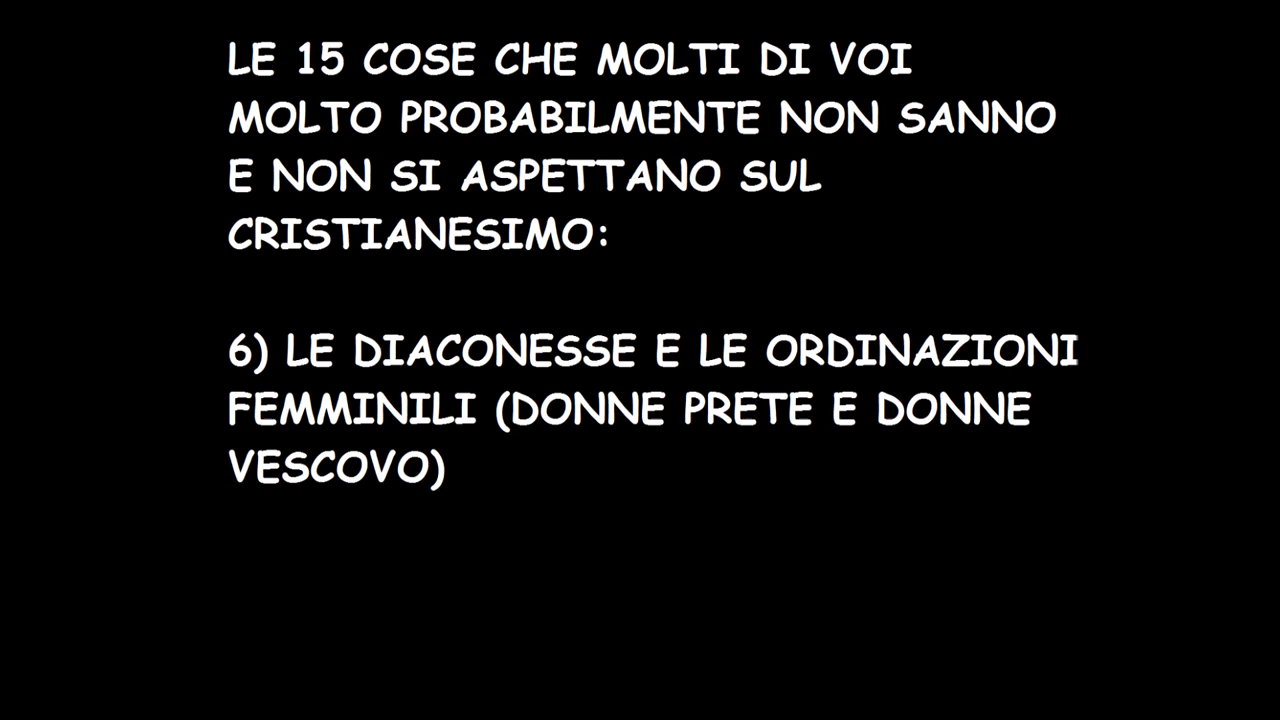 LE 15 COSE CHE MOLTI DI VOI
MOLTO PROBABILMENTE NON SANNO
E NON SI ASPETTANO SUL
CRISTIANESIMO:
6) LE DIACONESSE E LE ORDINAZIONI
FEMMINILI (DONNE PRETE E DONNE
VESCOVO)